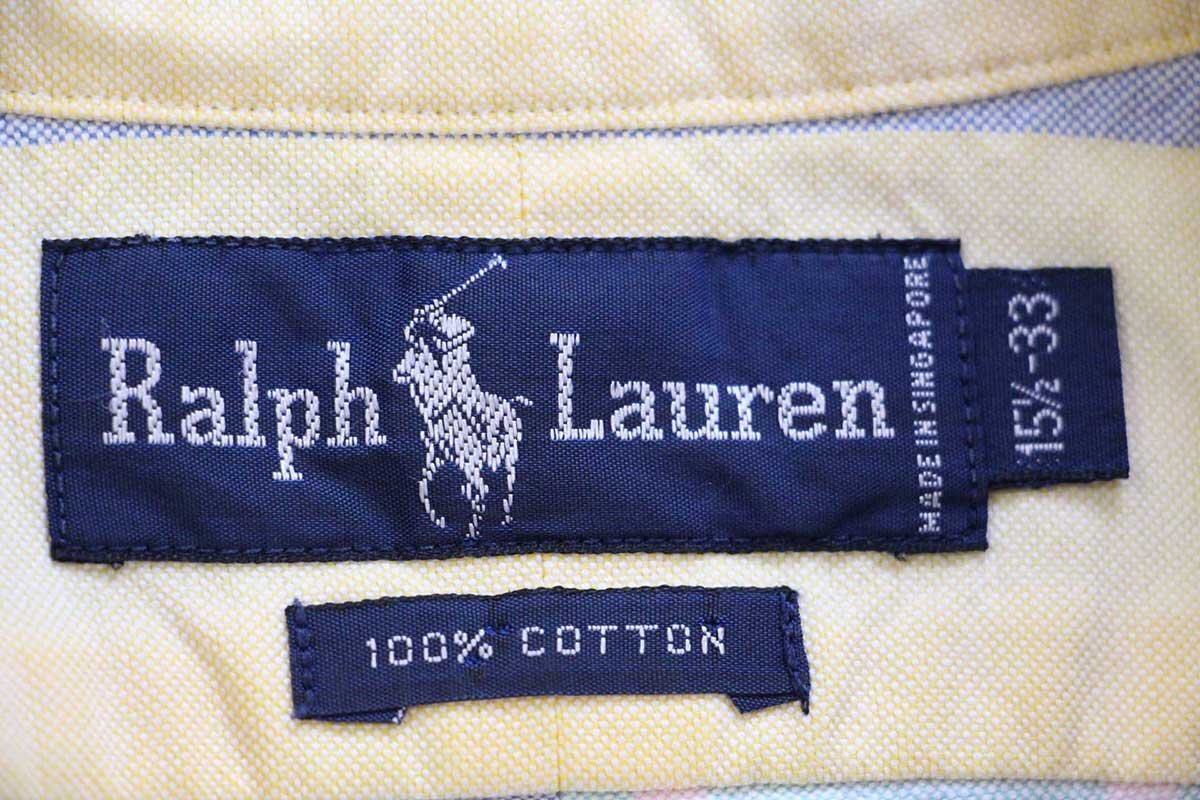 Ralph Lauren
MADE IN SINGAPORE
15½-33
100% COTTON